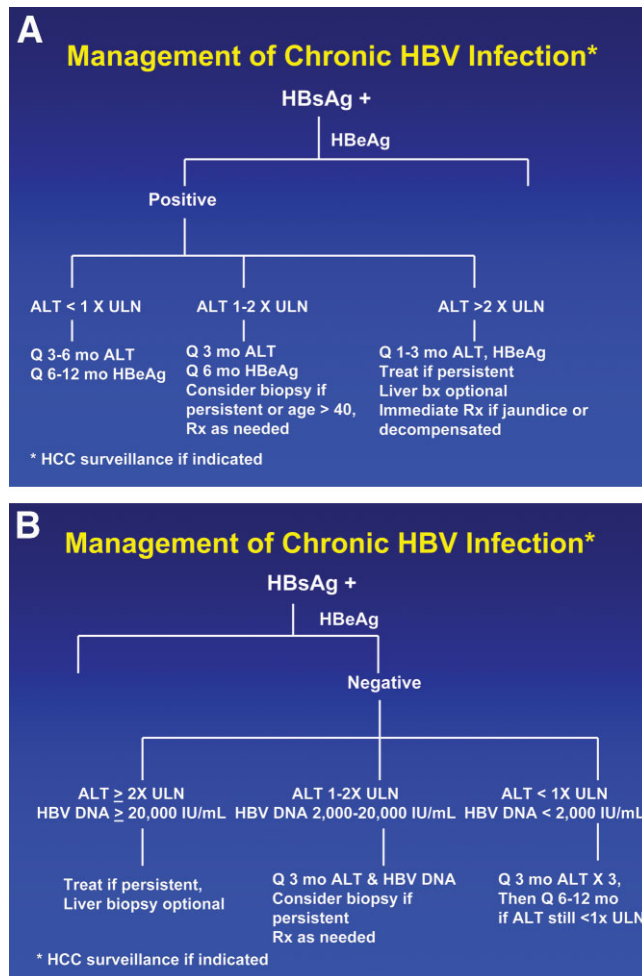 A
Management of Chronic HBV Infection*
HBsAg +
HBeAg
Positive
ALT < 1 X ULN
Q 3-6 mo ALT
Q 6-12 mo HBeAg
ALT 1-2 X ULN
Q 3 mo ALT
Q 6 mo HBeAg
Consider biopsy if
persistent or age > 40,
Rx as needed
ALT >2 X ULN
Q 1-3 mo ALT, HBeAg
Treat if persistent
Liver bx optional
Immediate Rx if jaundice or
decompensated
* HCC surveillance if indicated
B
Management of Chronic HBV Infection*
HBsAg +
HBeAg
Negative
ALT ≥ 2X ULN
HBV DNA ≥ 20,000 IU/mL
Treat if persistent,
Liver biopsy optional
ALT 1-2X ULN
HBV DNA 2,000-20,000 IU/mL
Q 3 mo ALT & HBV DNA
Consider biopsy if
persistent
Rx as needed
ALT < 1X ULN
HBV DNA < 2,000 IU/mL
Q 3 mo ALT X 3,
Then Q 6-12 mo
if ALT still <1x ULN
* HCC surveillance if indicated